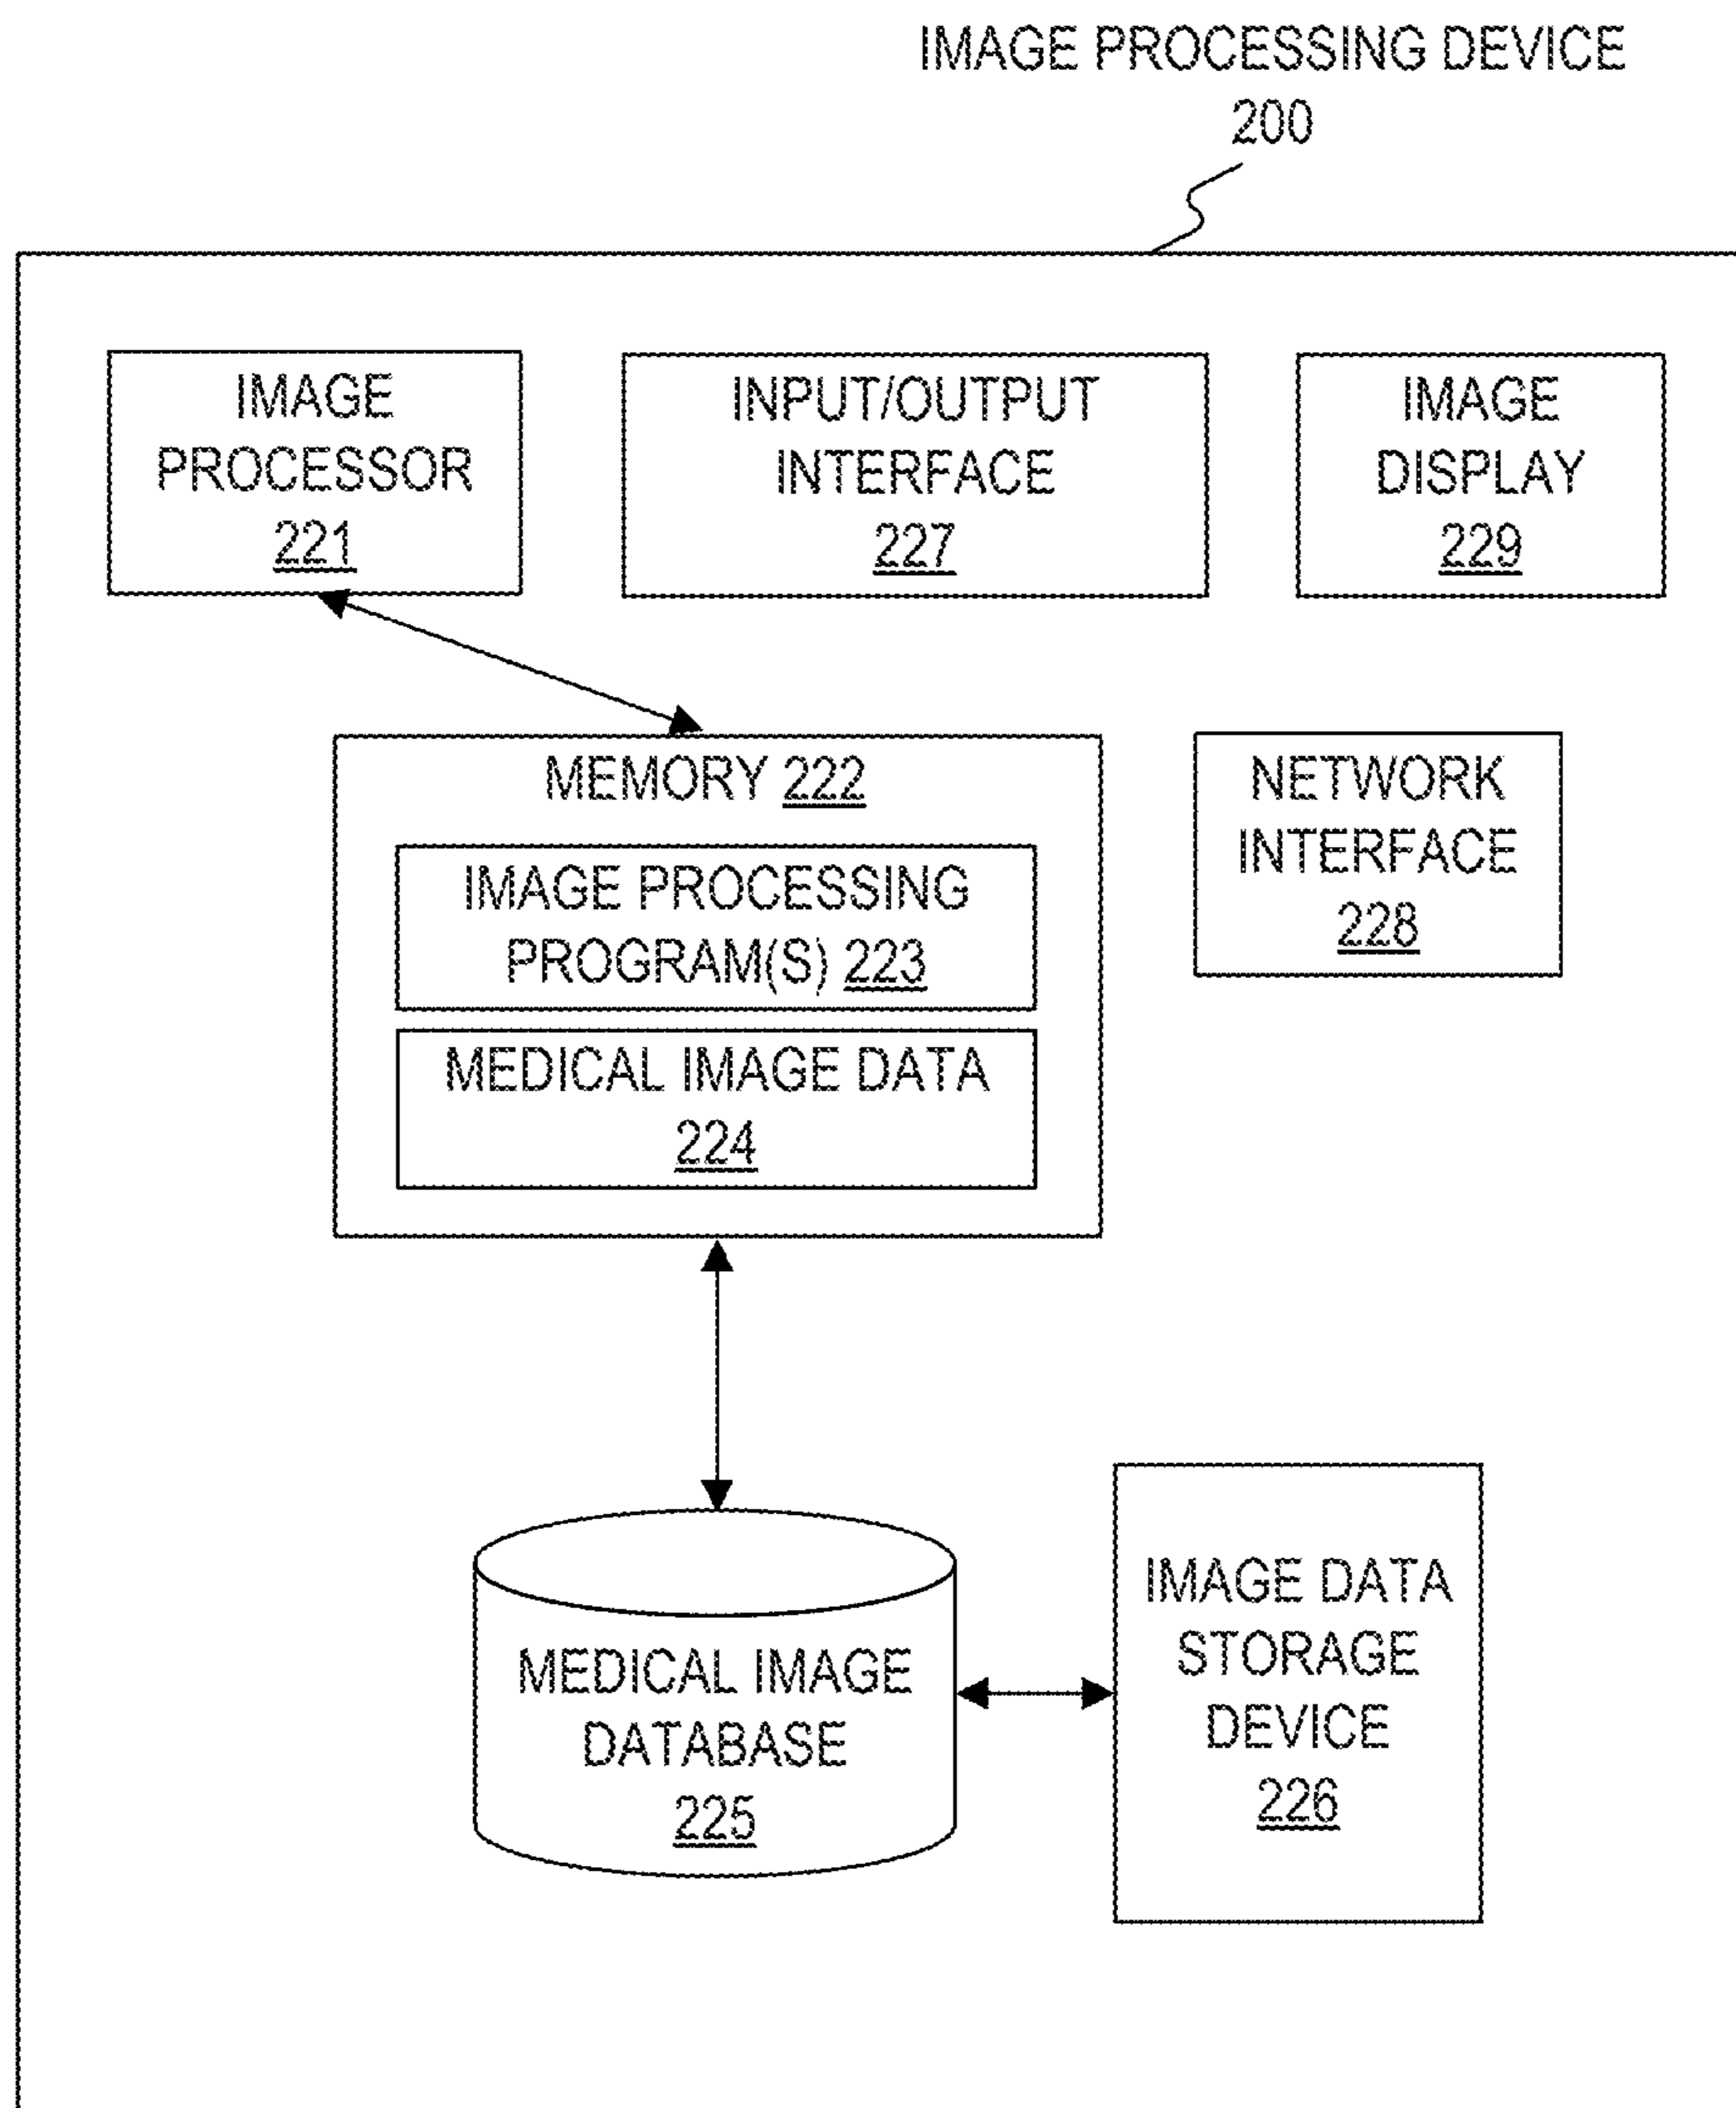 IMAGE PROCESSING DEVICE
200
IMAGE
PROCESSOR
221
INPUT/OUTPUT
INTERFACE
227
IMAGE
DISPLAY
229
MEMORY 222
IMAGE PROCESSING
PROGRAM(S) 223
MEDICAL IMAGE DATA
224
NETWORK
INTERFACE
228
MEDICAL IMAGE
DATABASE
225
IMAGE DATA
STORAGE
DEVICE
226